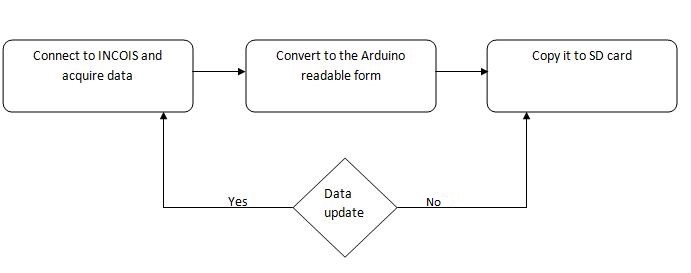 Connect to INCOIS and
acquire data
Convert to the Arduino
readable form
Copy it to SD card
Yes
Data
update
No